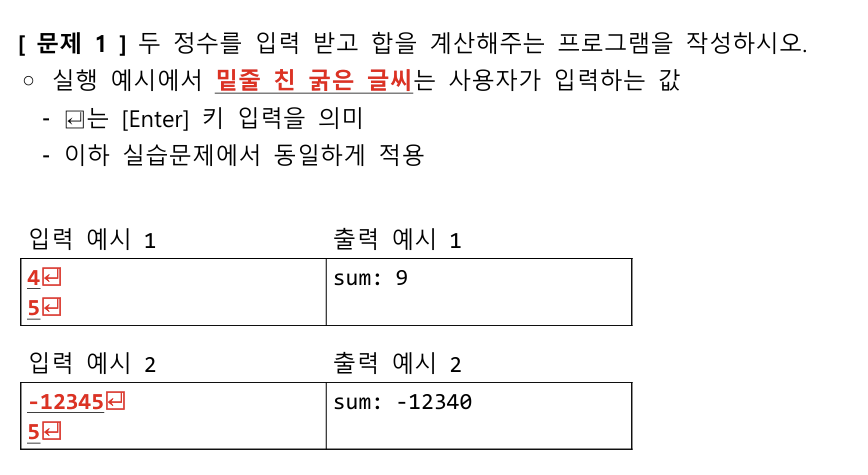 [ 문제 1 ] 두 정수를 입력 받고 합을 계산해주는 프로그램을 작성하시오.
○ 실행 예시에서 밑줄 친 굵은 글씨는 사용자가 입력하는 값
- ↵는 [Enter] 키 입력을 의미
- 이하 실습문제에서 동일하게 적용
입력 예시 1
출력 예시 1
4↵
5↵
sum: 9
입력 예시 2
출력 예시 2
-12345↵
5↵
sum: -12340